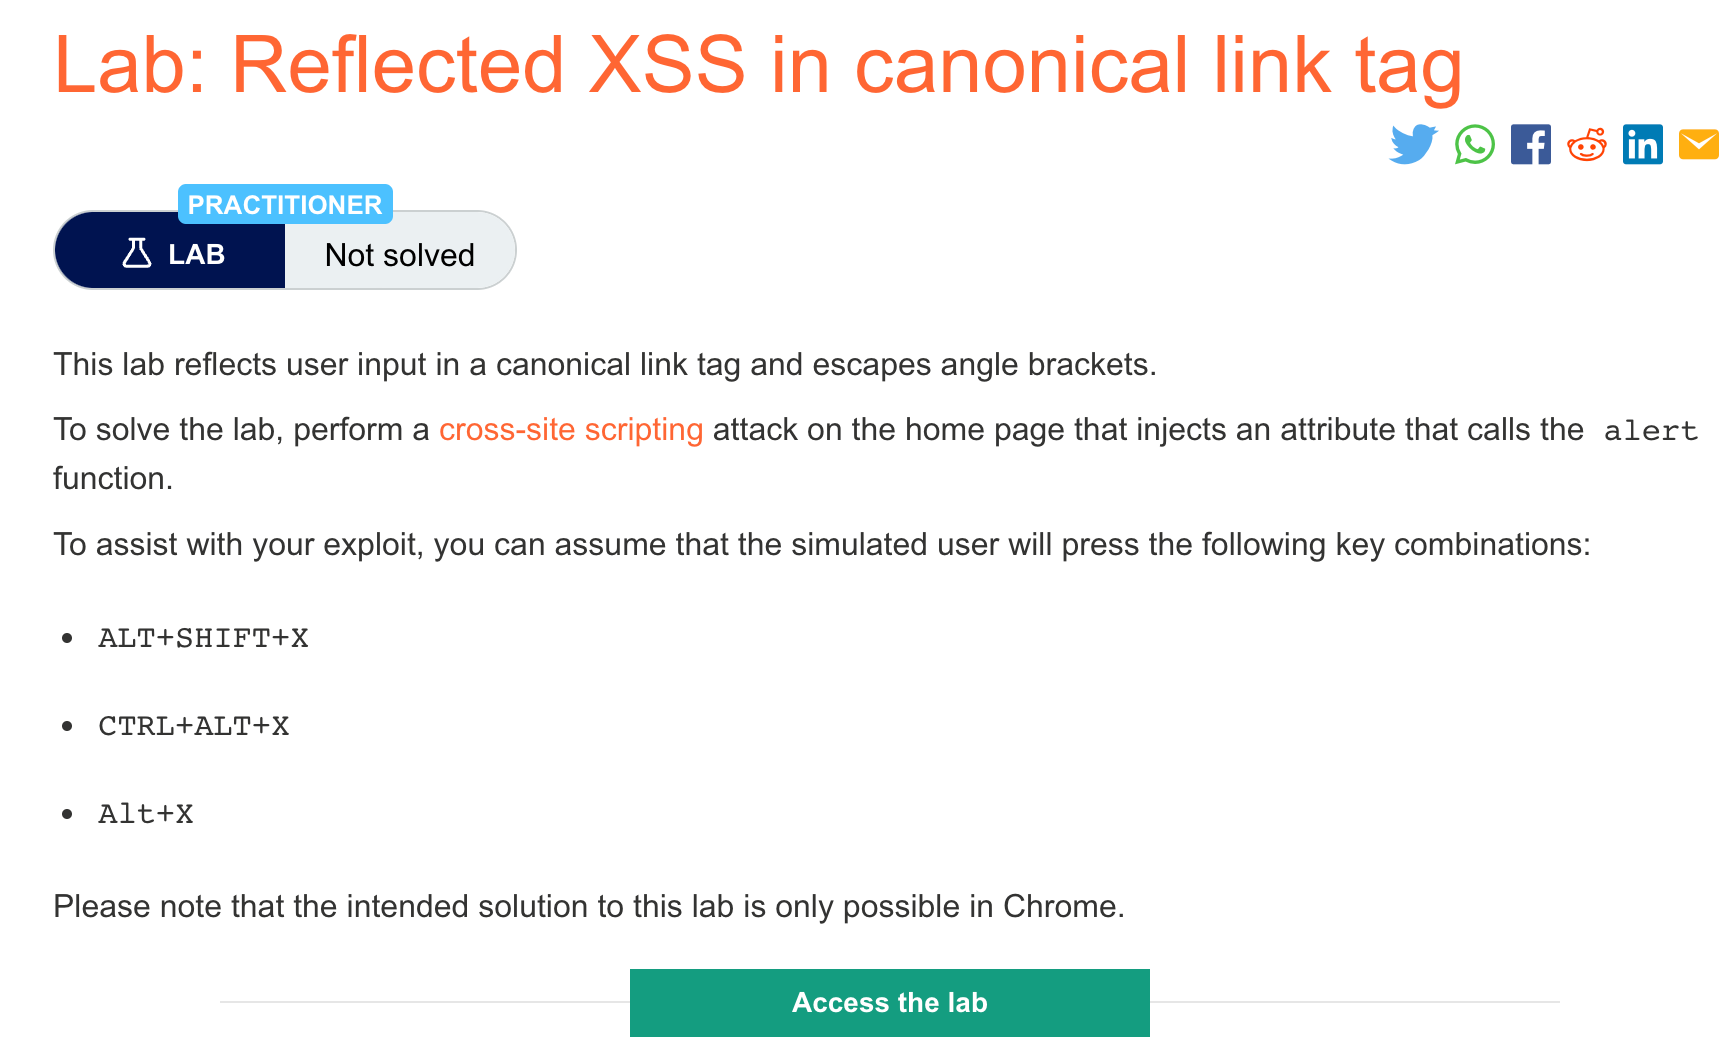 Lab: Reflected XSS in canonical link tag
PRACTITIONER
LAB
Not solved
This lab reflects user input in a canonical link tag and escapes angle brackets.
To solve the lab, perform a cross-site scripting attack on the home page that injects an attribute that calls the alert
function.
To assist with your exploit, you can assume that the simulated user will press the following key combinations:
• ALT+SHIFT+X
• CTRL+ALT+X
• Alt+X
Please note that the intended solution to this lab is only possible in Chrome.
Access the lab